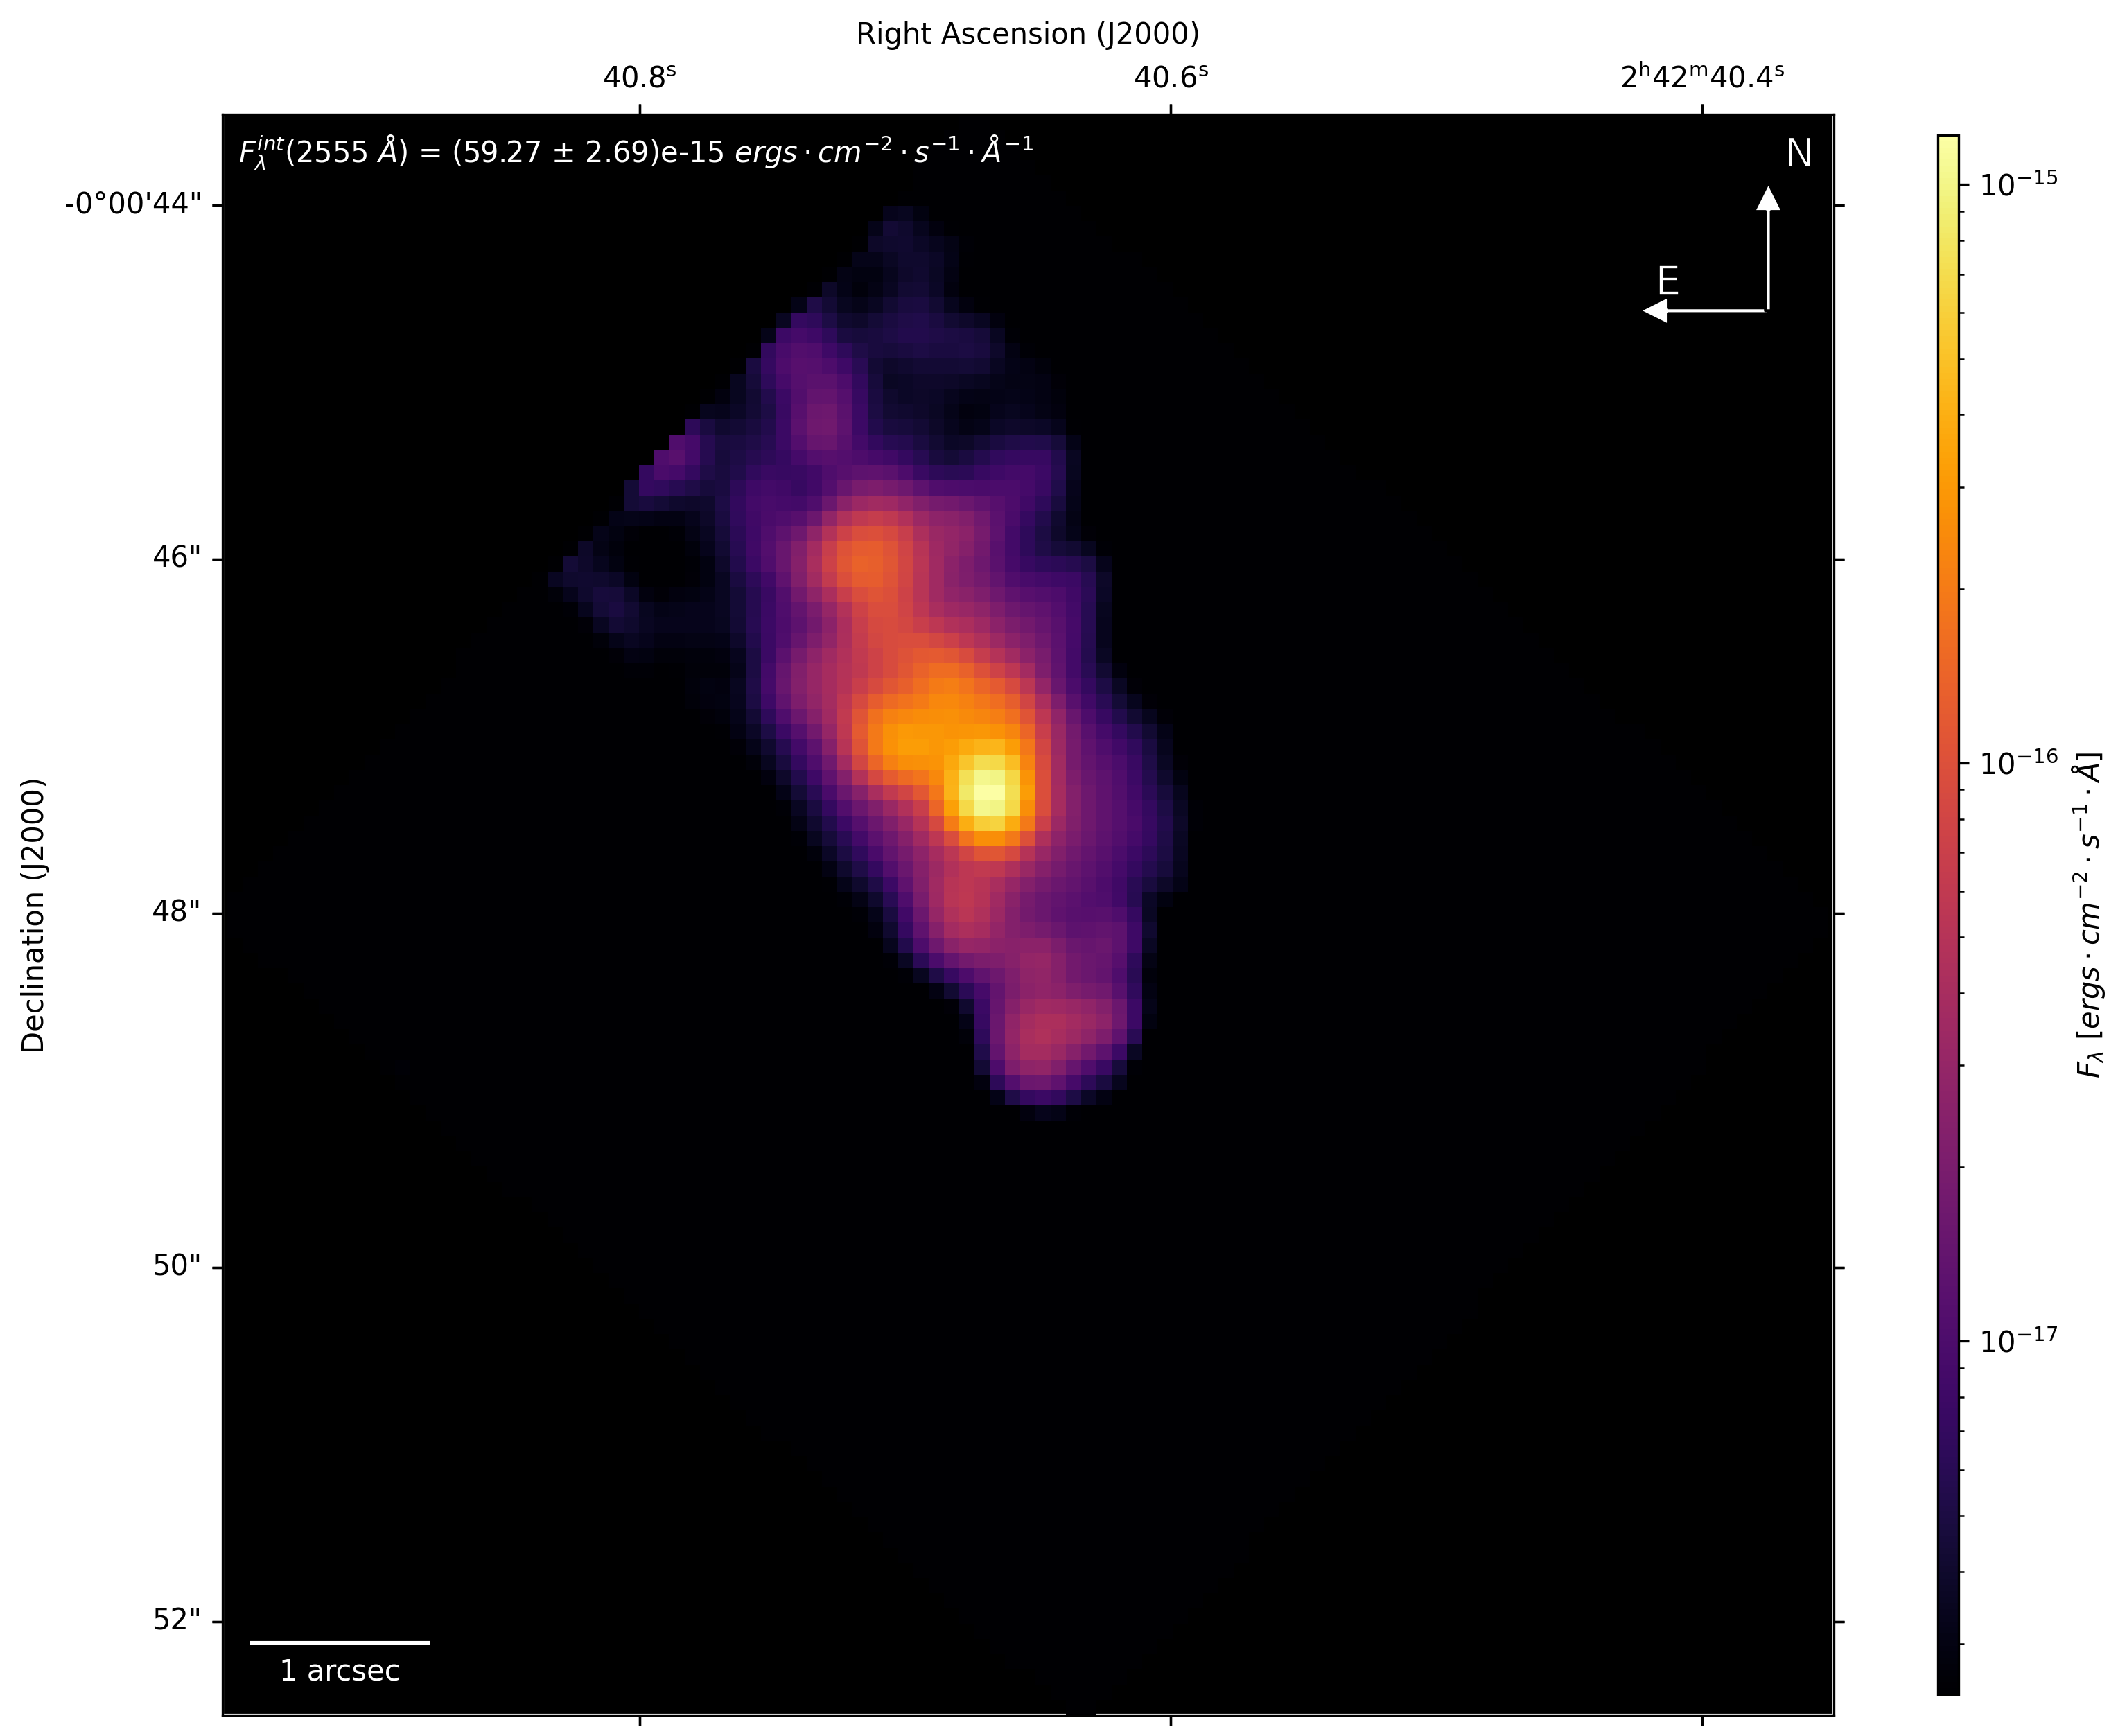 Right Ascension (J2000)
40.8ˢ 40.6ˢ 2ʰ42ᵐ40.4ˢ
F_λ^int(2555 Å) = (59.27 ± 2.69)e-15 ergs · cm⁻² · s⁻¹ · Å⁻¹
N
E
-0°00'44"
46"
48"
50"
52"
Declination (J2000)
1 arcsec
10⁻¹⁵
10⁻¹⁶
10⁻¹⁷
F_λ [ergs · cm⁻² · s⁻¹ · Å]